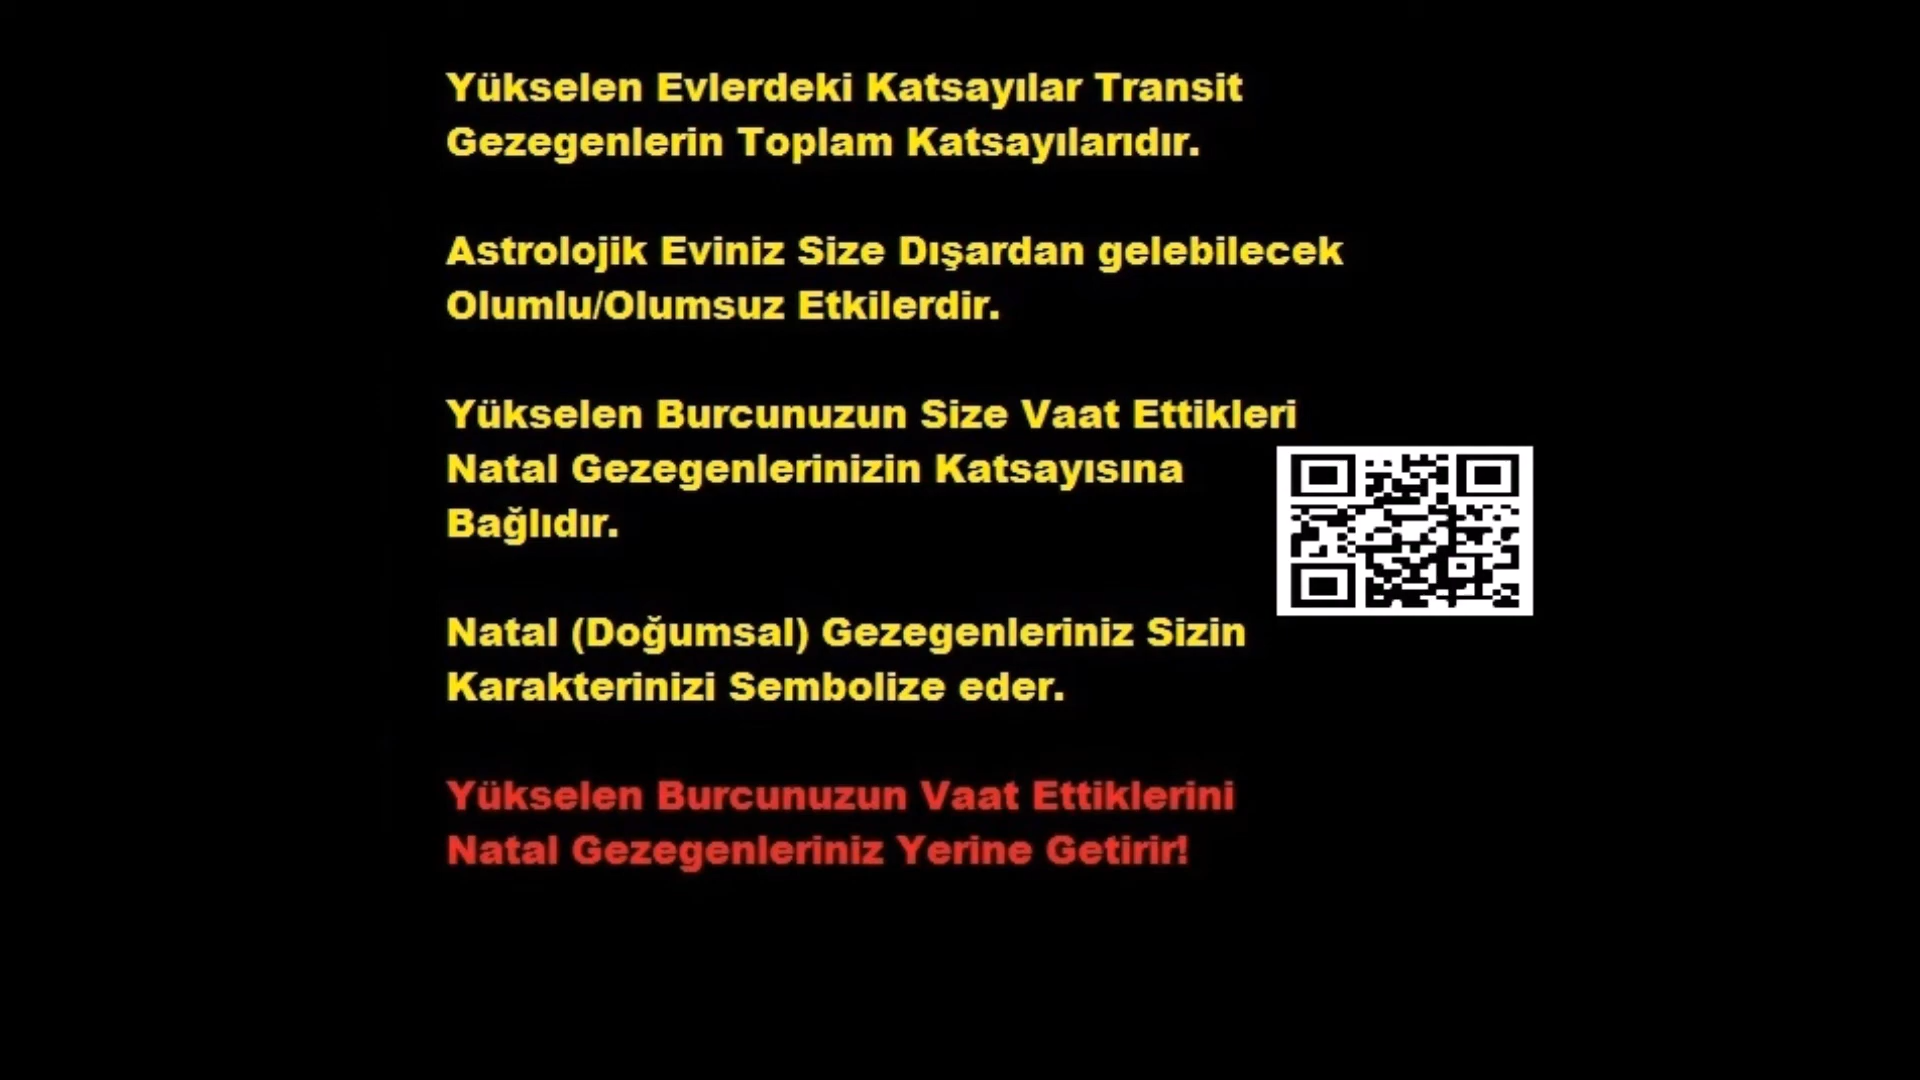 Yükselen Evlerdeki Katsayılar Transit
Gezegenlerin Toplam Katsayılarıdır.
Astrolojik Eviniz Size Dışardan gelebilecek
Olumlu/Olumsuz Etkilerdir.
Yükselen Burcunuzun Size Vaat Ettikleri
Natal Gezegenlerinizin Katsayısına
Bağlıdır.
Natal (Doğumsal) Gezegenleriniz Sizin
Karakterinizi Sembolize eder.
Yükselen Burcunuzun Vaat Ettiklerini
Natal Gezegenleriniz Yerine Getirir!